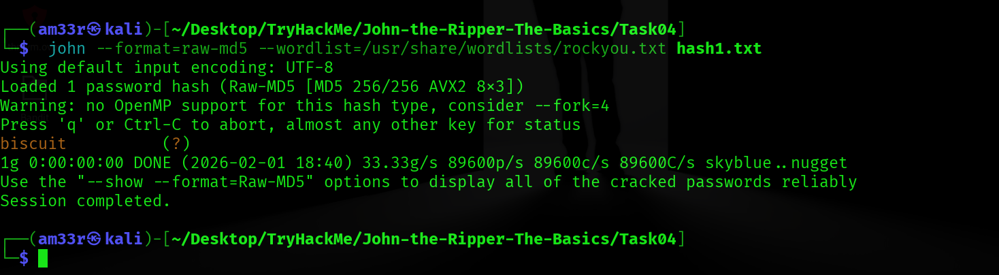 ┌──(am33r㉿kali)-[~/Desktop/TryHackMe/John-the-Ripper-The-Basics/Task04]
└─$ john --format=raw-md5 --wordlist=/usr/share/wordlists/rockyou.txt hash1.txt
Using default input encoding: UTF-8
Loaded 1 password hash (Raw-MD5 [MD5 256/256 AVX2 8×3])
Warning: no OpenMP support for this hash type, consider --fork=4
Press 'q' or Ctrl-C to abort, almost any other key for status
biscuit          (?)
1g 0:00:00:00 DONE (2026-02-01 18:40) 33.33g/s 89600p/s 89600c/s 89600C/s skyblue..nugget
Use the "--show --format=Raw-MD5" options to display all of the cracked passwords reliably
Session completed.
┌──(am33r㉿kali)-[~/Desktop/TryHackMe/John-the-Ripper-The-Basics/Task04]
└─$